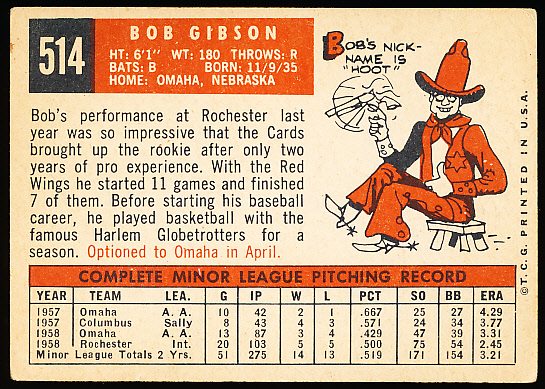 514
BOB GIBSON
HT: 6'1" WT: 180 THROWS: R
BATS: B BORN: 11/9/35
HOME: OMAHA, NEBRASKA
BOB'S NICK-
NAME IS
"HOOT"
Bob's performance at Rochester last
year was so impressive that the Cards
brought up the rookie after only two
years of pro experience. With the Red
Wings he started 11 games and finished
7 of them. Before starting his baseball
career, he played basketball with the
famous Harlem Globetrotters for a
season. Optioned to Omaha in April.
©T.C.G. PRINTED IN U.S.A.
COMPLETE MINOR LEAGUE PITCHING RECORD
YEAR TEAM LEA. G IP W L PCT SO BB ERA
1957 Omaha A. A. 10 42 2 1 .667 25 27 4.29
1957 Columbus Sally 8 43 4 3 .571 24 34 3.77
1958 Omaha A. A. 13 87 3 4 .429 47 39 3.31
1958 Rochester Int. 20 103 5 5 .500 75 54 2.45
Minor League Totals 2 Yrs. 51 275 14 13 .519 171 154 3.21